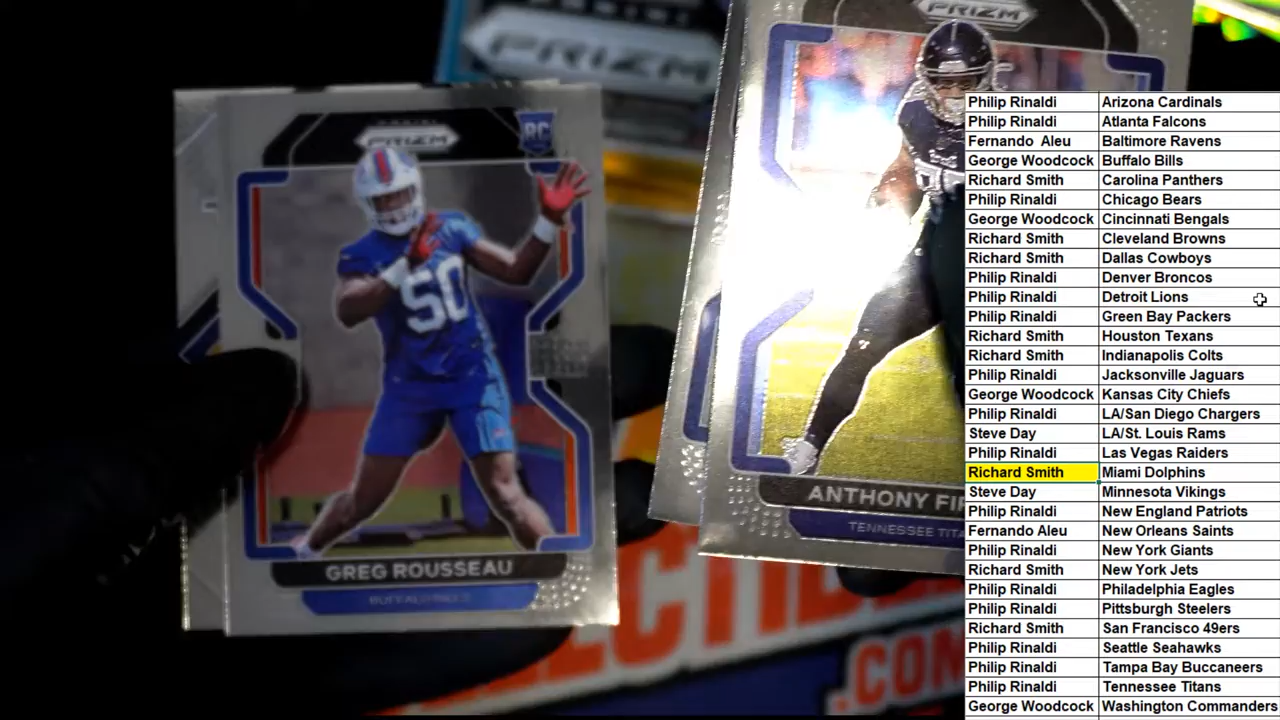 PANINI
PRIZM
PRIZM
PANINI
PRIZM
RC
50
GREG ROUSSEAU
BUFFALO BILLS
ANTHONY FIR
TENNESSEE TITA
ECTIB
.COM
Philip Rinaldi Arizona Cardinals
Philip Rinaldi Atlanta Falcons
Fernando Aleu Baltimore Ravens
George Woodcock Buffalo Bills
Richard Smith Carolina Panthers
Philip Rinaldi Chicago Bears
George Woodcock Cincinnati Bengals
Richard Smith Cleveland Browns
Richard Smith Dallas Cowboys
Philip Rinaldi Denver Broncos
Philip Rinaldi Detroit Lions
Philip Rinaldi Green Bay Packers
Richard Smith Houston Texans
Richard Smith Indianapolis Colts
Philip Rinaldi Jacksonville Jaguars
George Woodcock Kansas City Chiefs
Philip Rinaldi LA/San Diego Chargers
Steve Day LA/St. Louis Rams
Philip Rinaldi Las Vegas Raiders
Richard Smith Miami Dolphins
Steve Day Minnesota Vikings
Philip Rinaldi New England Patriots
Fernando Aleu New Orleans Saints
Philip Rinaldi New York Giants
Richard Smith New York Jets
Philip Rinaldi Philadelphia Eagles
Philip Rinaldi Pittsburgh Steelers
Richard Smith San Francisco 49ers
Philip Rinaldi Seattle Seahawks
Philip Rinaldi Tampa Bay Buccaneers
Philip Rinaldi Tennessee Titans
George Woodcock Washington Commanders